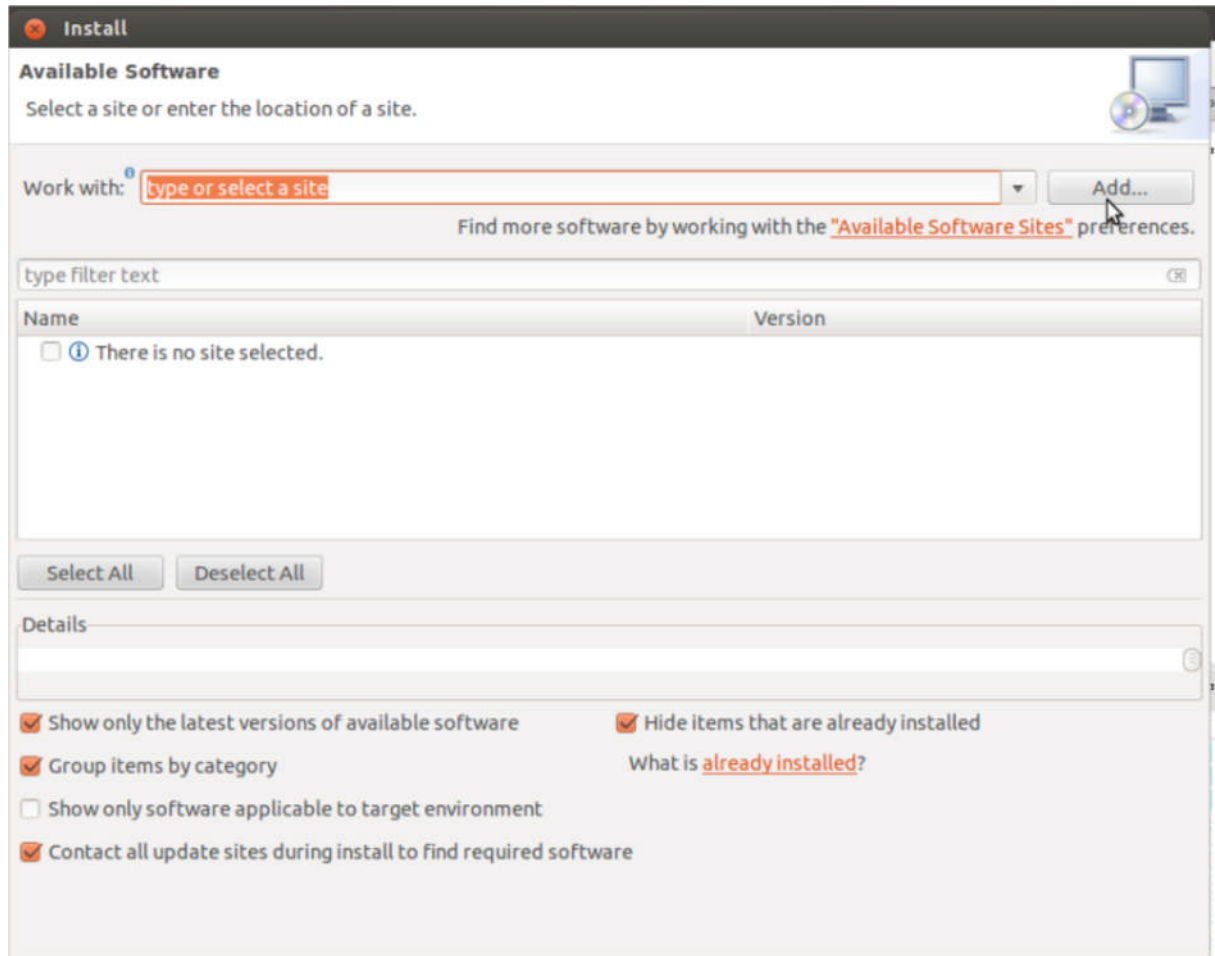 Install
Available Software
Select a site or enter the location of a site.
Work with: type or select a site Add...
Find more software by working with the "Available Software Sites" preferences.
type filter text
Name Version
There is no site selected.
Select All Deselect All
Details
Show only the latest versions of available software Hide items that are already installed
Group items by category What is already installed?
Show only software applicable to target environment
Contact all update sites during install to find required software